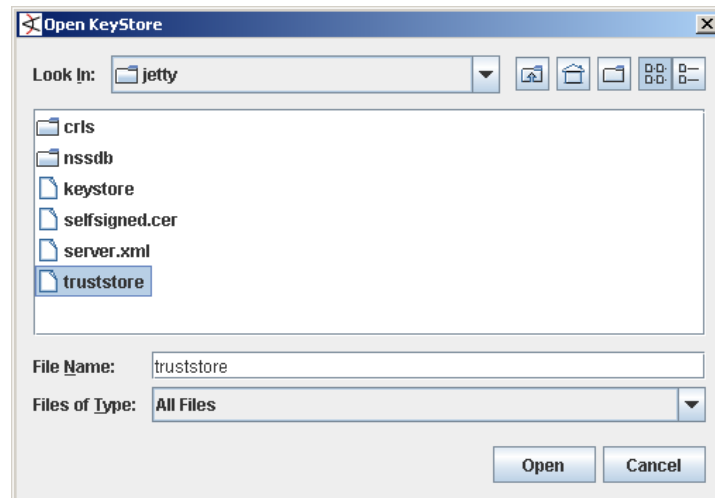 Open KeyStore
Look In: jetty
crls
nssdb
keystore
selfsigned.cer
server.xml
truststore
File Name: truststore
Files of Type: All Files
Open Cancel